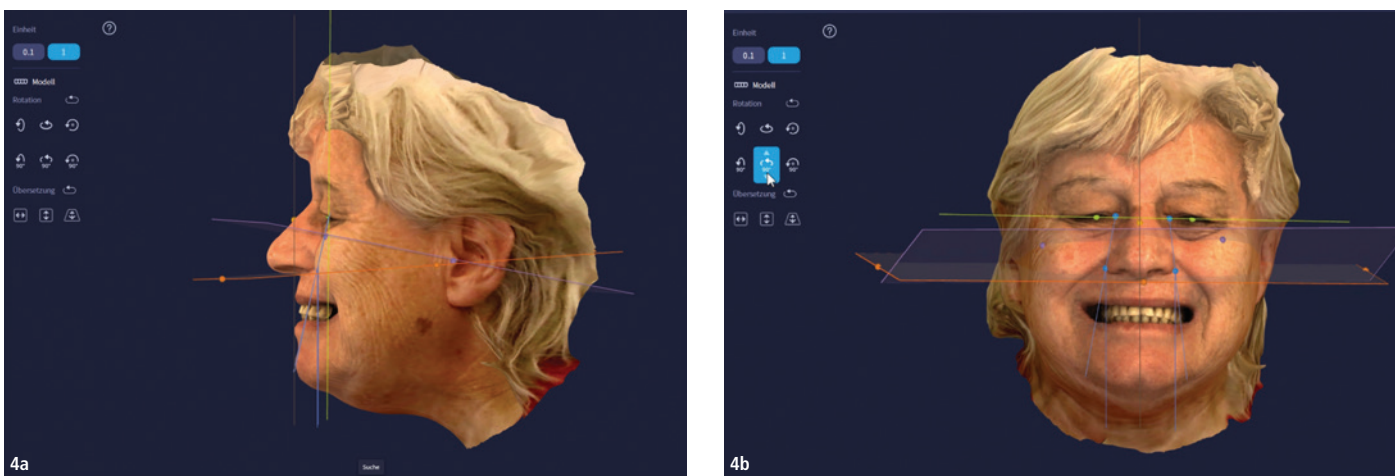 Einheit
0.1 1
Modell
Rotation
90° 90° 90°
Übersetzung
Suche
4a
Einheit
0.1 1
Modell
Rotation
90° 90° 90°
Übersetzung
4b